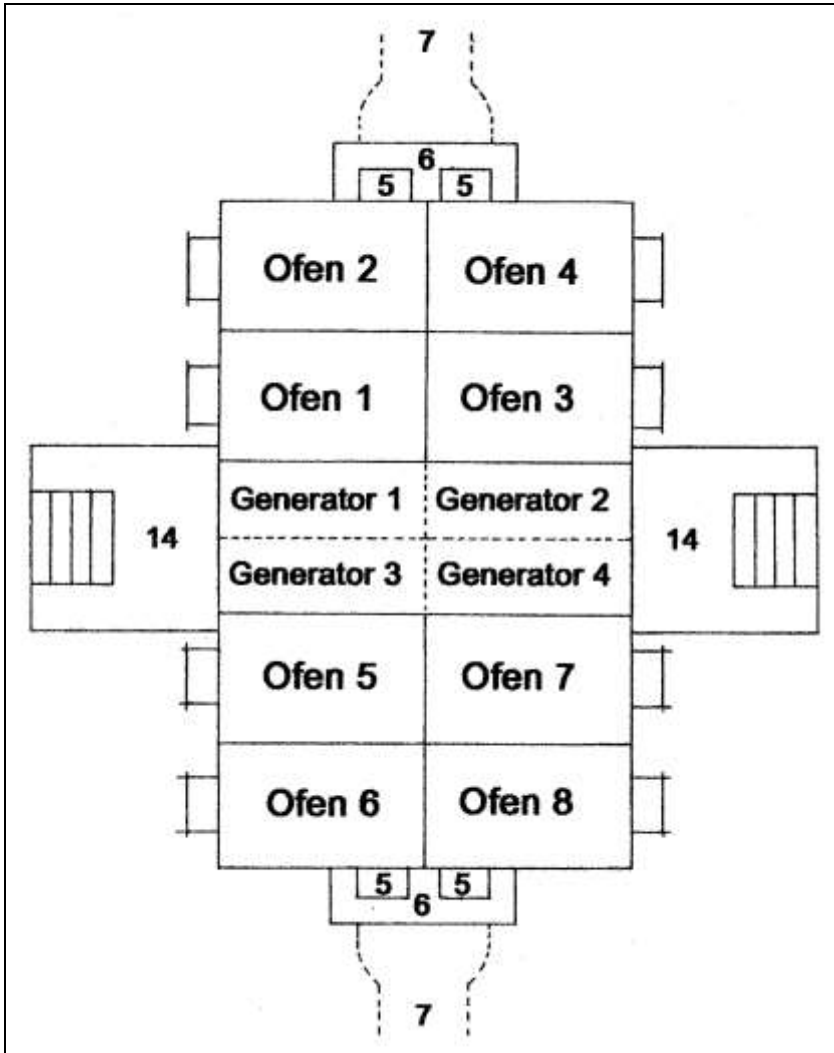 7
6
5 5
Ofen 2 Ofen 4
Ofen 1 Ofen 3
Generator 1 Generator 2
14 14
Generator 3 Generator 4
Ofen 5 Ofen 7
Ofen 6 Ofen 8
5 5
6
7